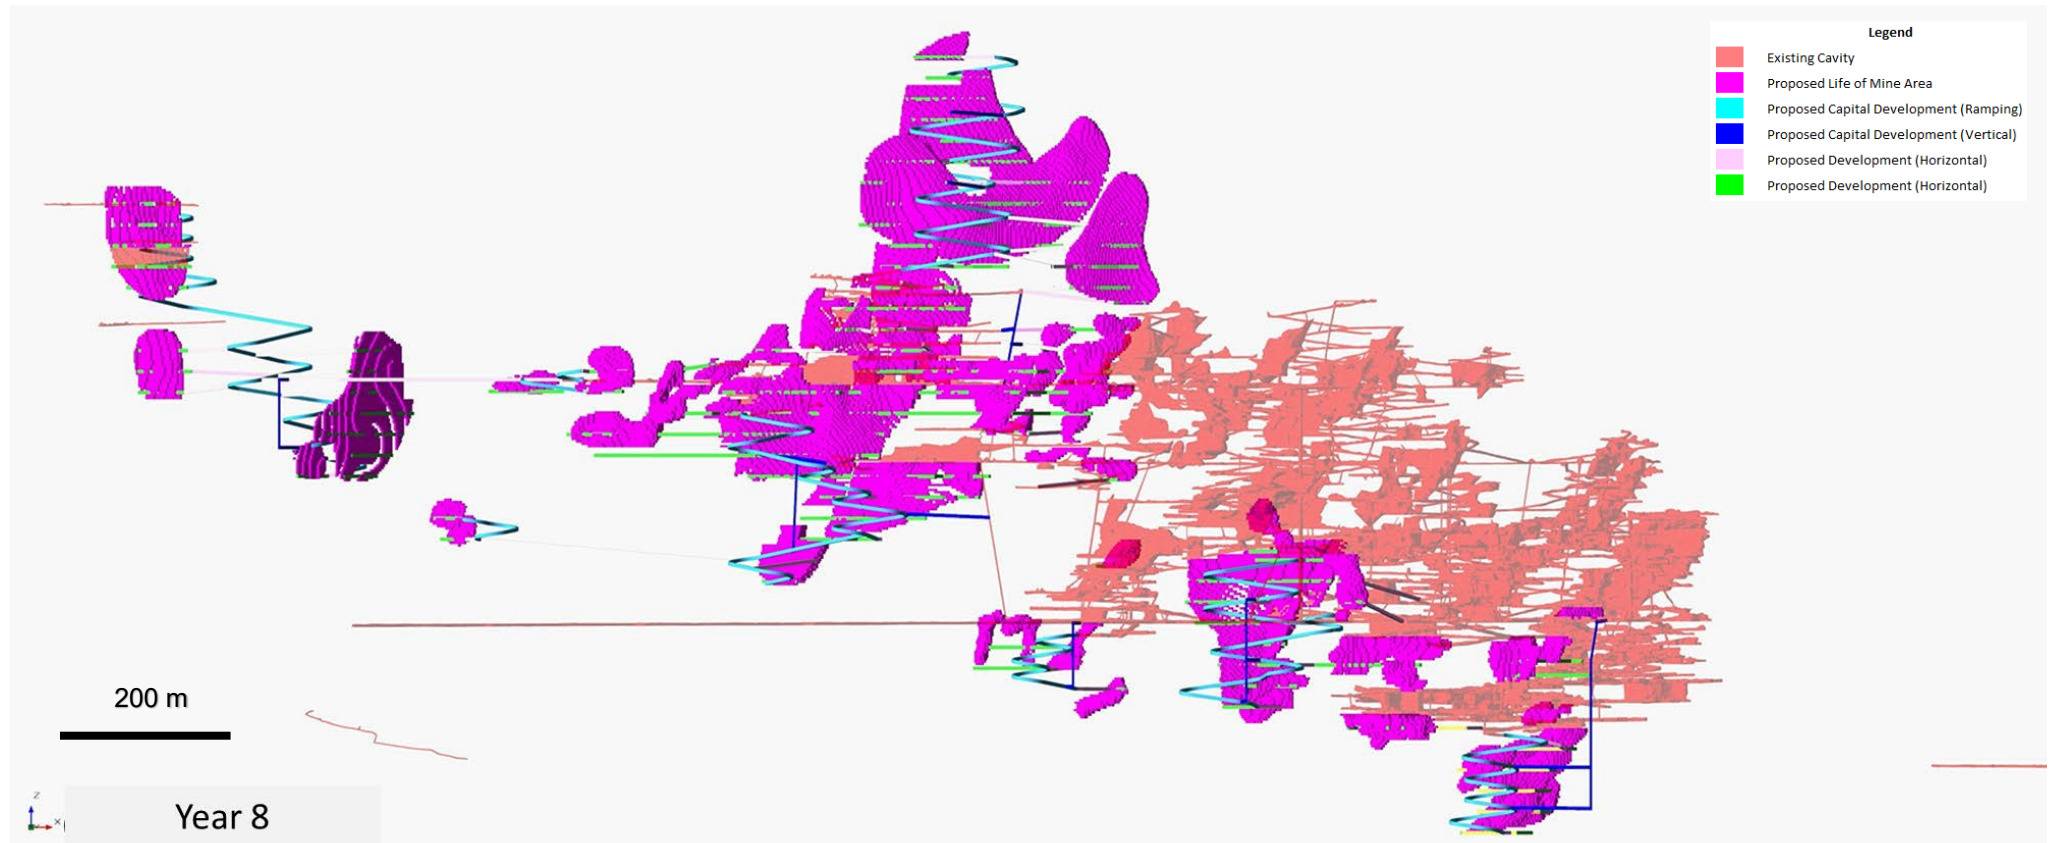 Legend
Existing Cavity
Proposed Life of Mine Area
Proposed Capital Development (Ramping)
Proposed Capital Development (Vertical)
Proposed Development (Horizontal)
Proposed Development (Horizontal)
200 m
Z
X
Year 8